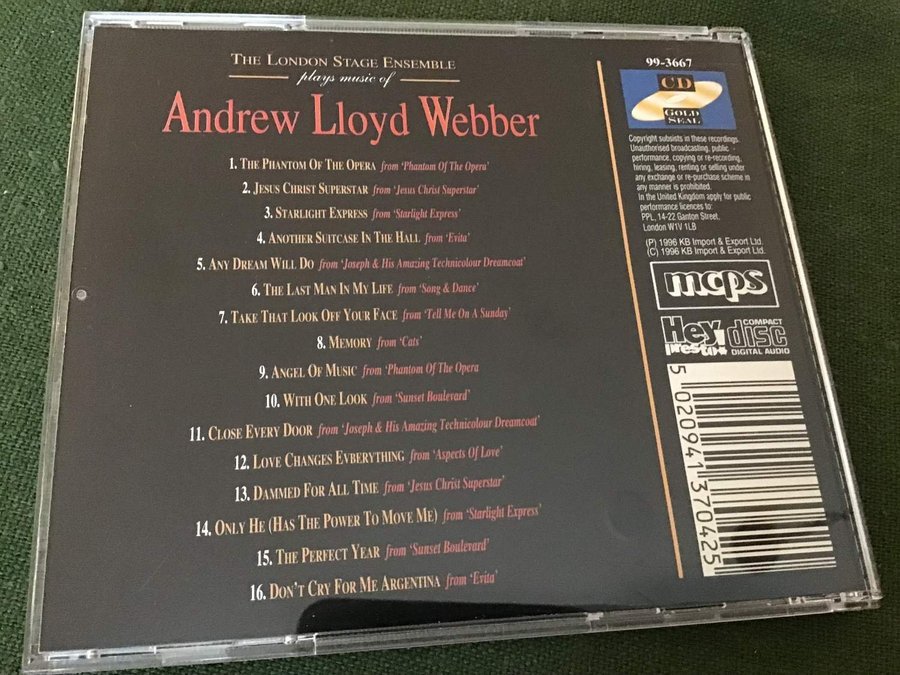 THE LONDON STAGE ENSEMBLE
plays music of
Andrew Lloyd Webber
1. THE PHANTOM OF THE OPERA from 'Phantom Of The Opera'
2. JESUS CHRIST SUPERSTAR from 'Jesus Christ Superstar'
3. STARLIGHT EXPRESS from 'Starlight Express'
4. ANOTHER SUITCASE IN THE HALL from 'Evita'
5. ANY DREAM WILL DO from 'Joseph & His Amazing Technicolour Dreamcoat'
6. THE LAST MAN IN MY LIFE from 'Song & Dance'
7. TAKE THAT LOOK OFF YOUR FACE from 'Tell Me On A Sunday'
8. MEMORY from 'Cats'
9. ANGEL OF MUSIC from 'Phantom Of The Opera
10. WITH ONE LOOK from 'Sunset Boulevard'
11. CLOSE EVERY DOOR from 'Joseph & His Amazing Technicolour Dreamcoat'
12. LOVE CHANGES EVBERYTHING from 'Aspects Of Love'
13. DAMMED FOR ALL TIME from 'Jesus Christ Superstar'
14. ONLY HE (HAS THE POWER TO MOVE ME) from 'Starlight Express'
15. THE PERFECT YEAR from 'Sunset Boulevard'
16. DON'T CRY FOR ME ARGENTINA from 'Evita'
99-3667
CD
GOLD
SEAL
Copyright subsists in these recordings.
Unauthorised broadcasting, public -
performance, copying or re-recording,
hiring, leasing, renting or selling under
any exchange or re-purchase scheme in
any manner is prohibited.
In the United Kingdom apply for public
performance licences to:
PPL, 14-22 Ganton Street,
London W1V 1LB
(P) 1996 KB Import & Export Ltd.
(C) 1996 KB Import & Export Ltd.
mcps
Hey
presto!
COMPACT
disc
DIGITAL AUDIO
5 020941 370425